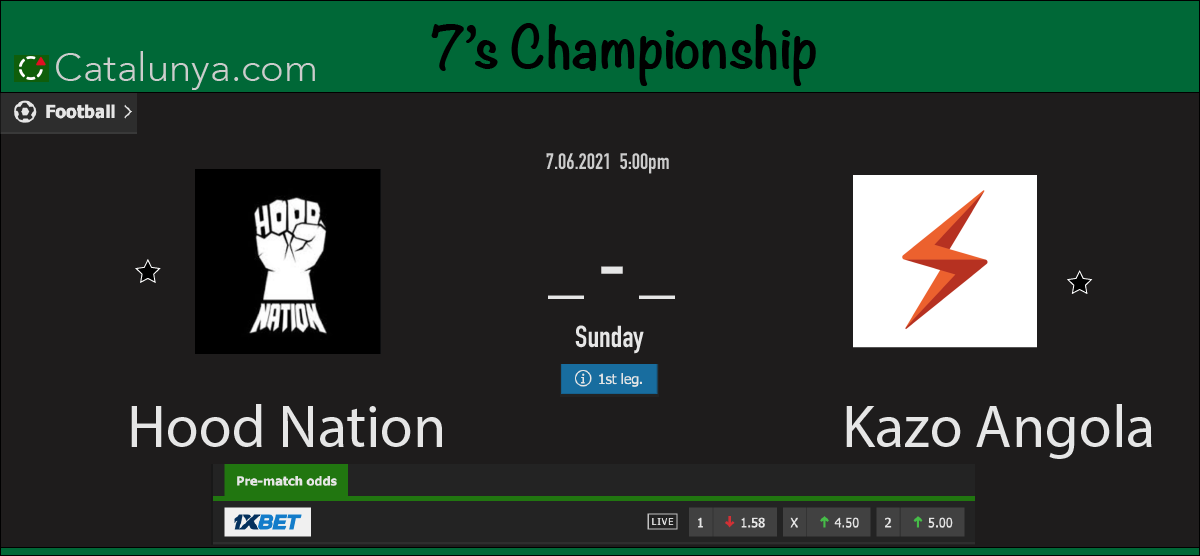 7's Championship
Catalunya.com
Football
7.06.2021 5:00pm
HOOD
NATION
_ - _
Sunday
1st leg.
Hood Nation
Kazo Angola
Pre-match odds
1XBET
LIVE 1 1.58 X 4.50 2 5.00